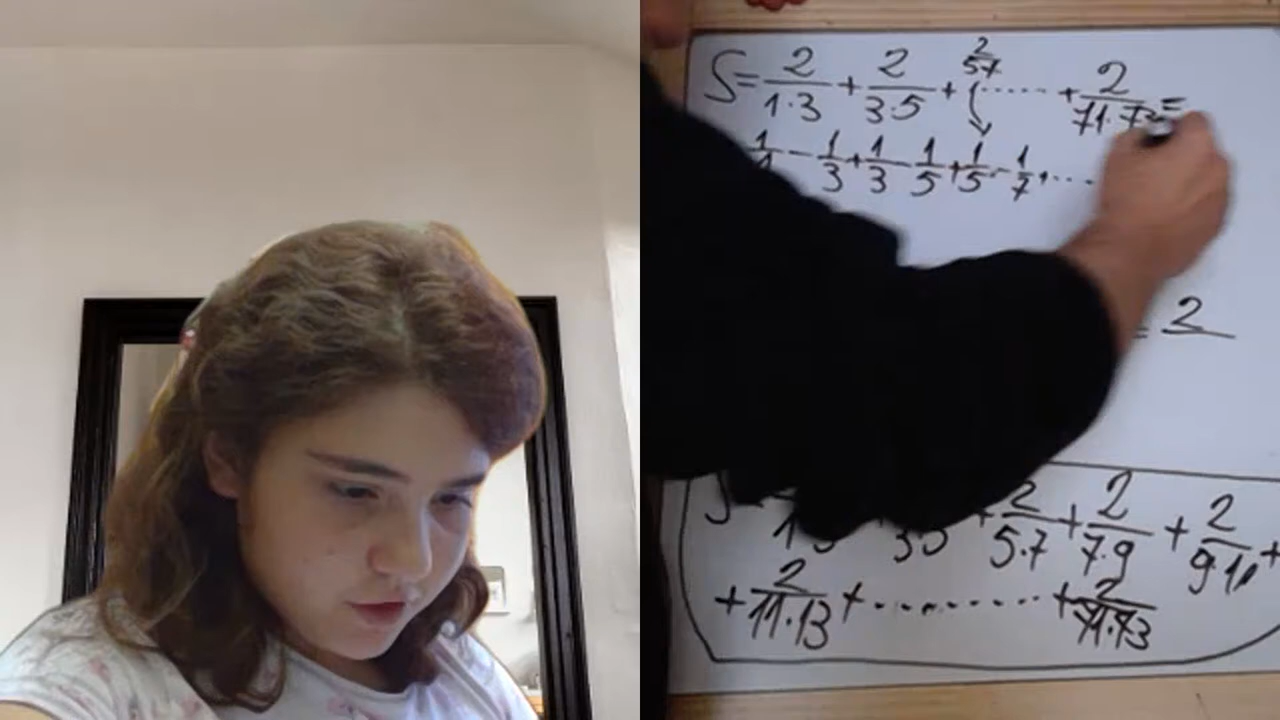 S = 2/(1·3) + 2/(3·5) + 2/(5·7) + ...... + 2/(71·73) =
1/1 - 1/3 + 1/3 - 1/5 + 1/5 - 1/7 + ....
= 2/
+ 2/(5·7) + 2/(7·9) + 2/(9·11) +
+ 2/(11·13) + ........... + 2/(71·73)